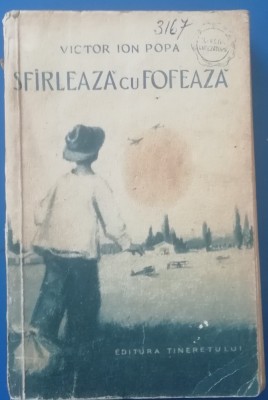 3167
VICTOR ION POPA
SFÎRLEAZĂ CU FOFEAZĂ
EDITURA TINERETULUI